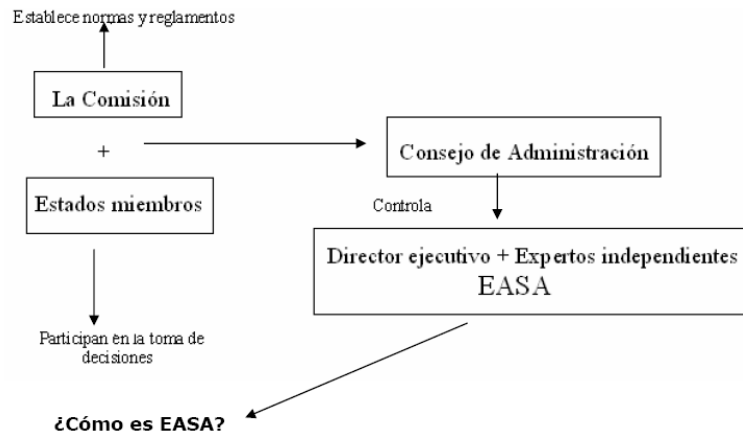 Establece normas y reglamentos
La Comisión
+
Consejo de Administración
Estados miembros
Controla
Director ejecutivo + Expertos independientes
EASA
Participan en la toma de
decisiones
¿Cómo es EASA?